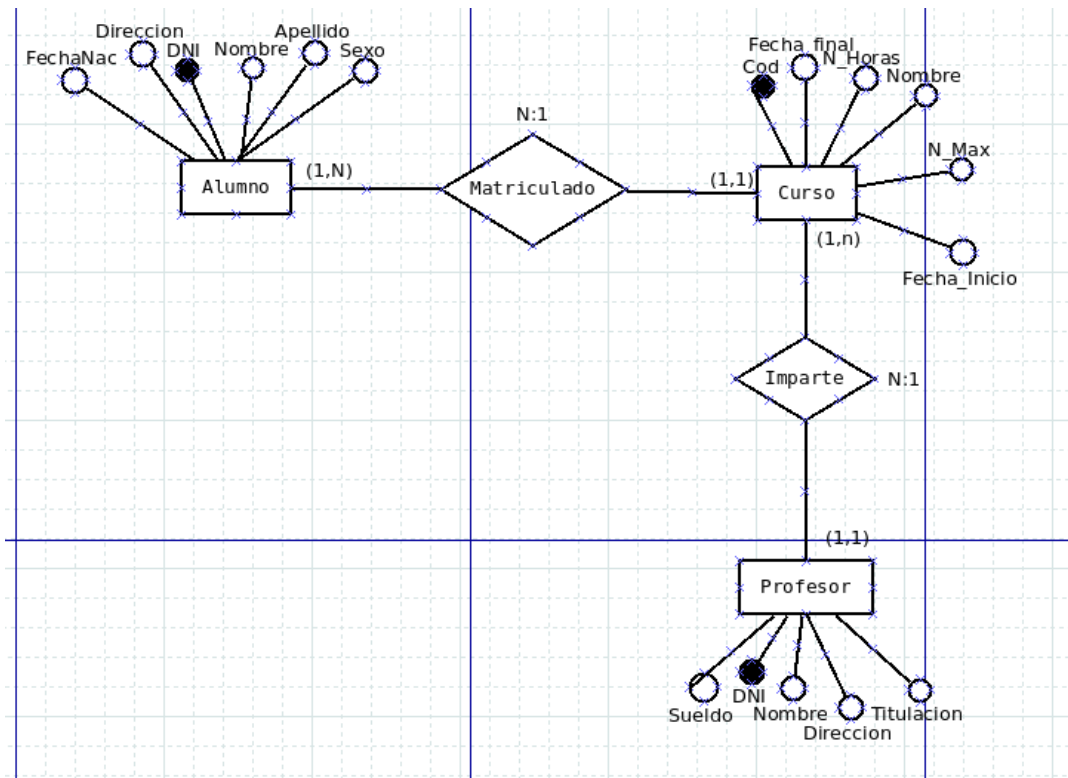 Direccion
Apellido
FechaNac
DNI
Nombre
Sexo
Fecha_final
Cod
N_Horas
Nombre
N:1
N_Max
(1,N)
(1,1)
Alumno
Matriculado
Curso
(1,n)
Fecha_Inicio
Imparte
N:1
(1,1)
Profesor
Sueldo
DNI
Nombre
Direccion
Titulacion